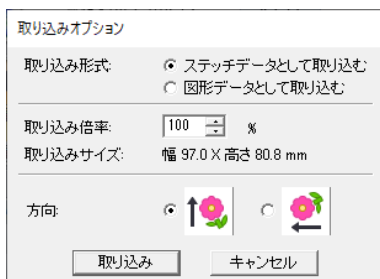 取り込みオプション
取り込み形式: ステッチデータとして取り込む
図形データとして取り込む
取り込み倍率: 100 %
取り込みサイズ: 幅 97.0 X 高さ 80.8 mm
方向:
取り込み キャンセル